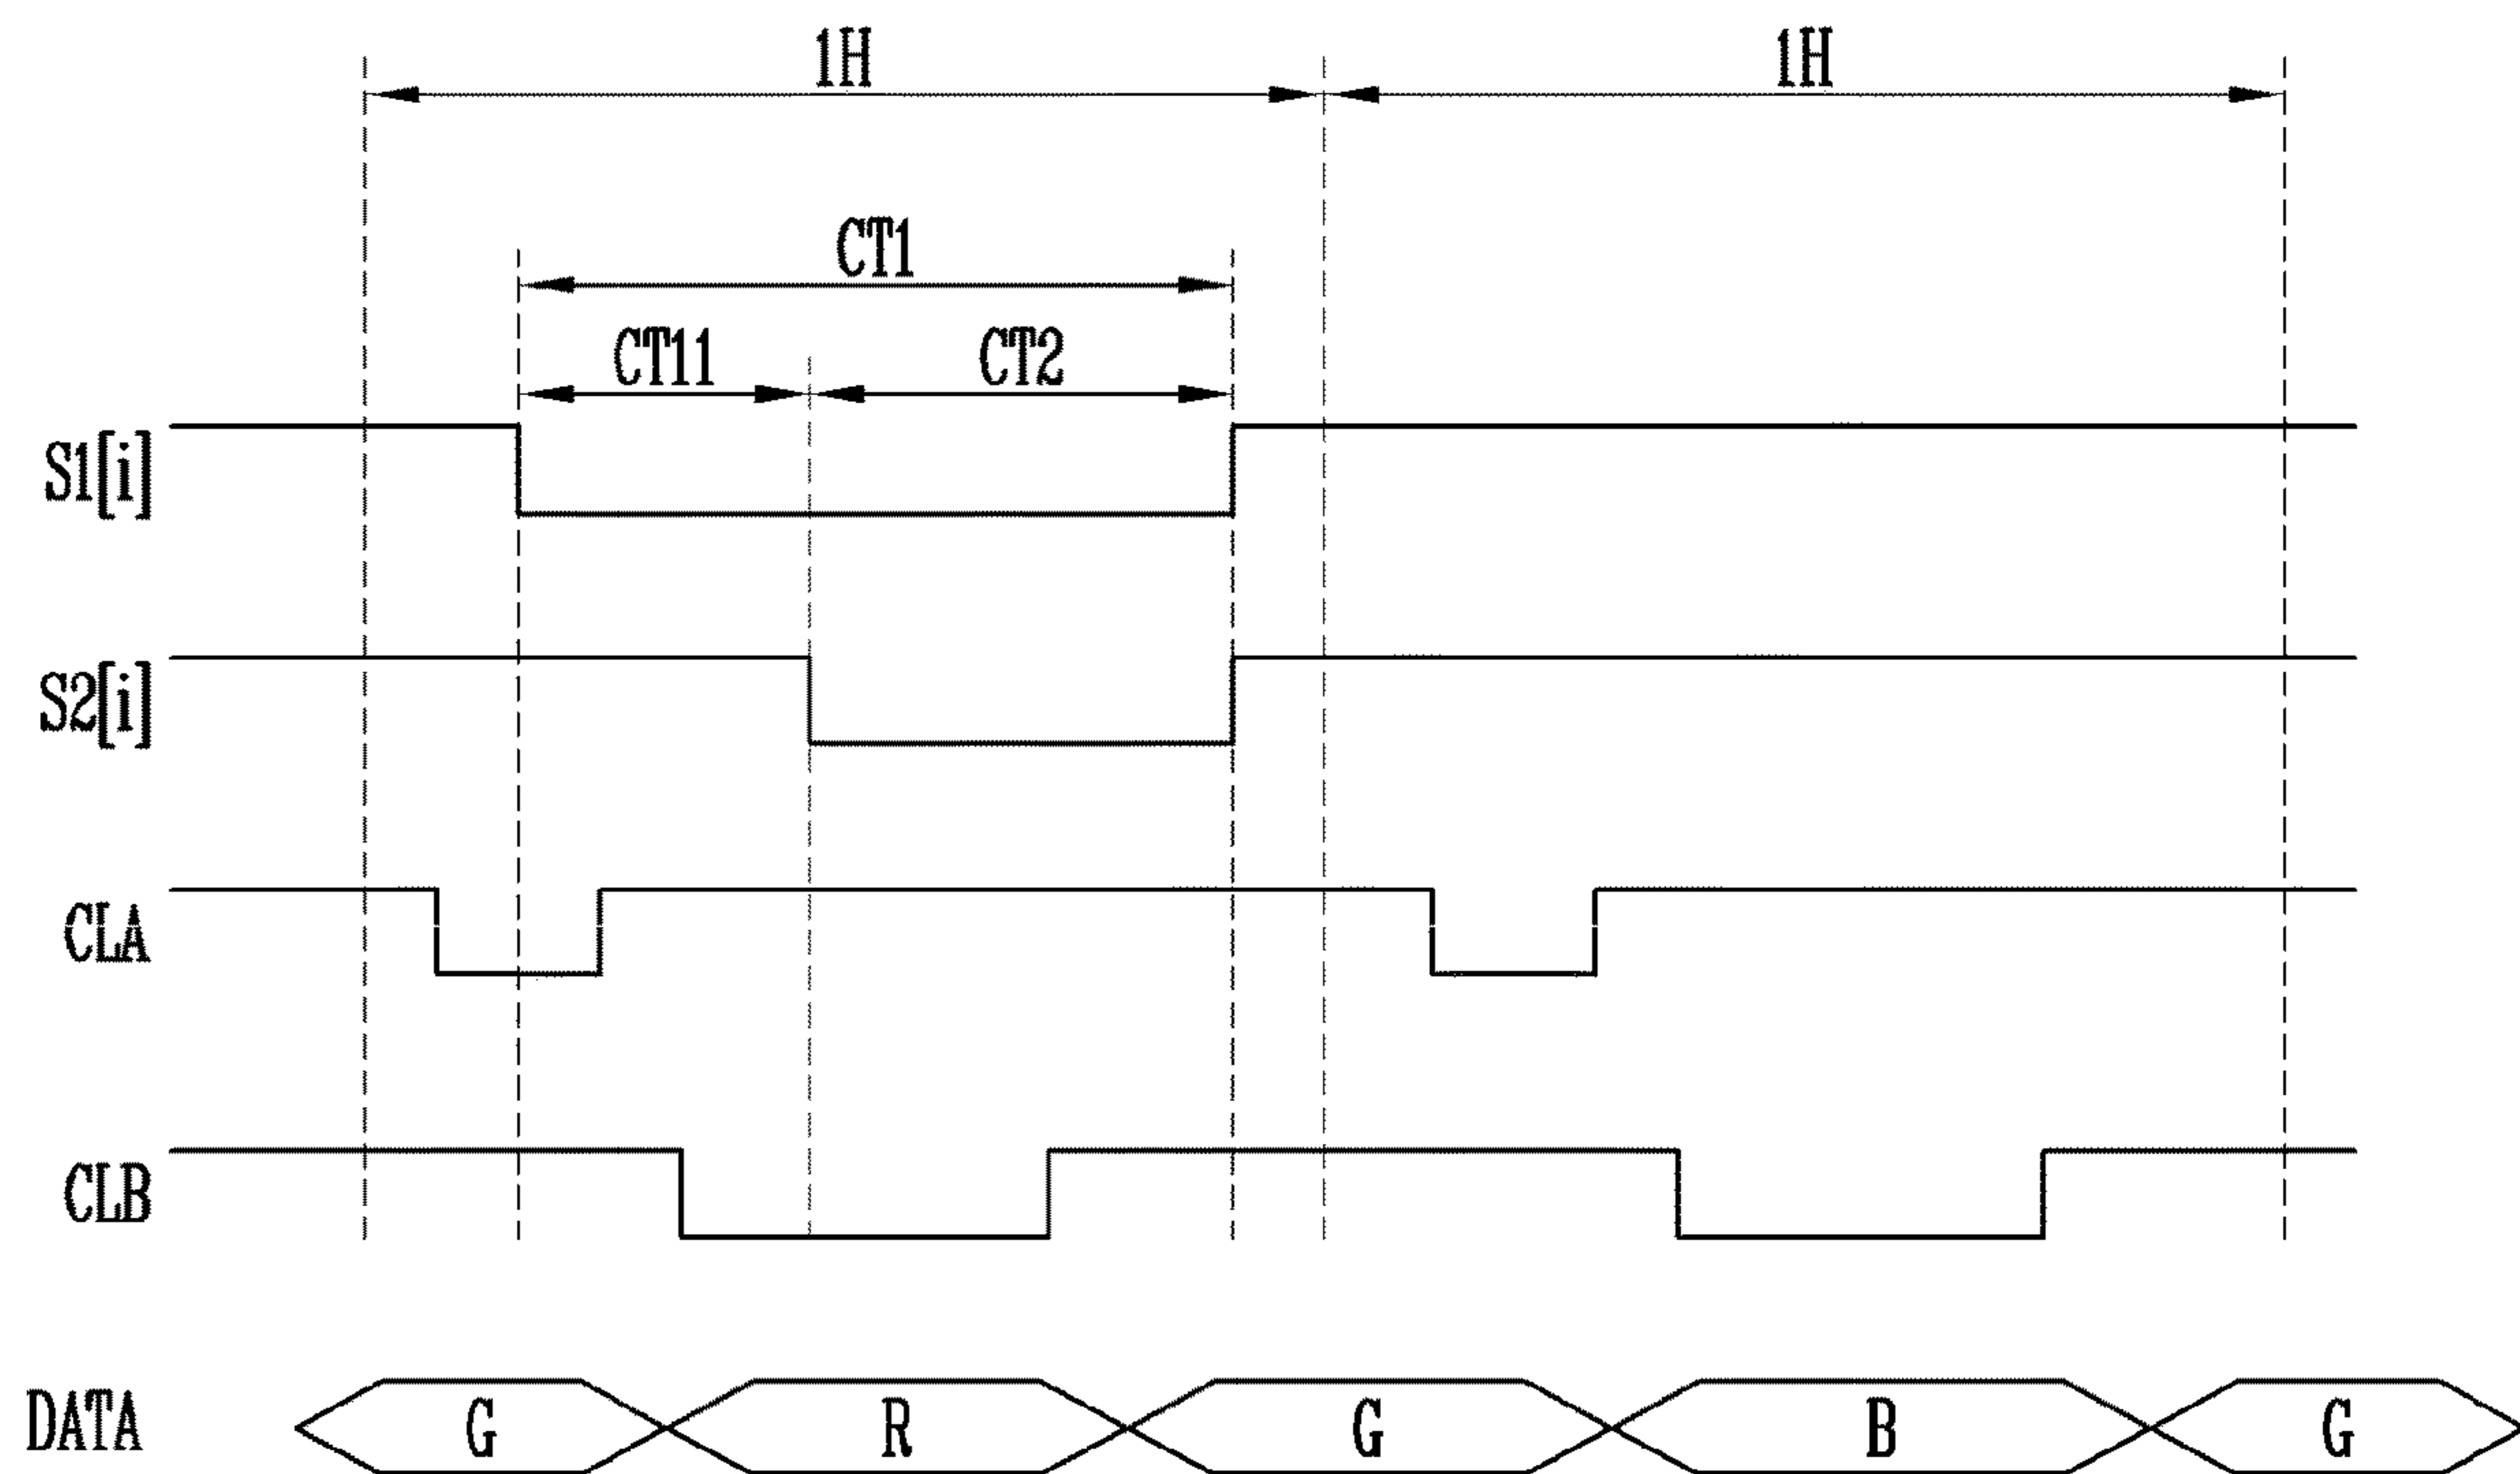 1H 1H
CT1
CT11 CT2
S1[i]
S2[i]
CLA
CLB
DATA G R G B G